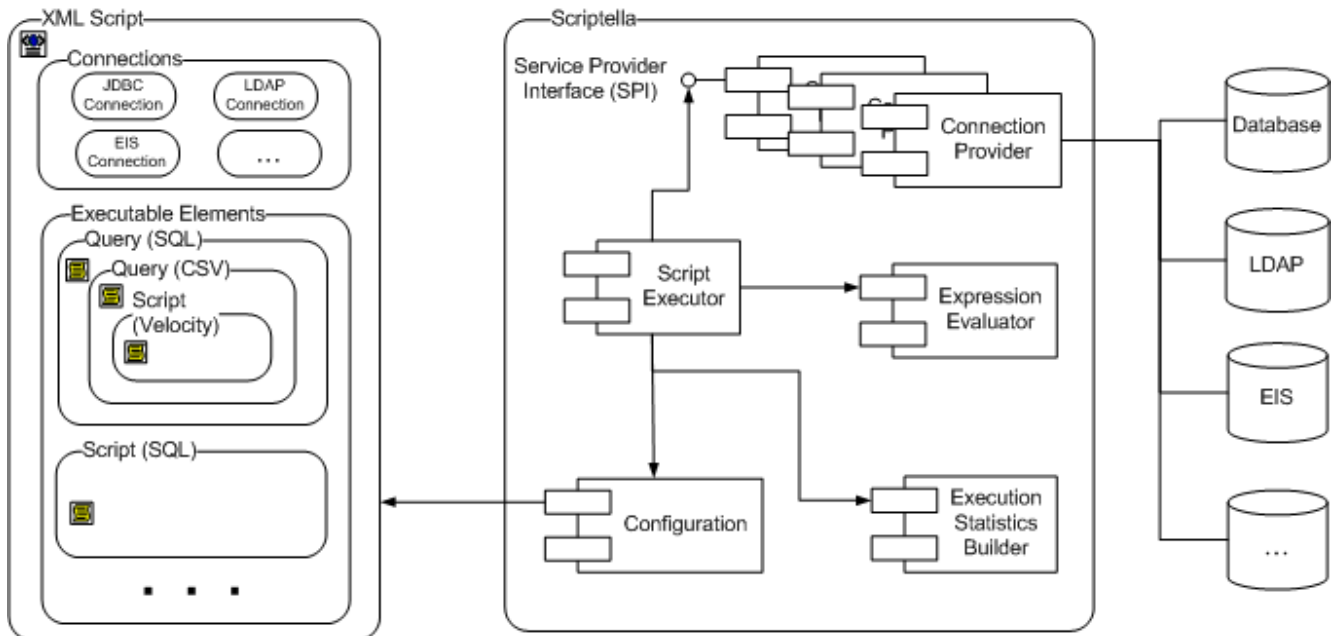 XML Script
Connections
JDBC
Connection
LDAP
Connection
EIS
Connection
...
Executable Elements
Query (SQL)
Query (CSV)
Script
(Velocity)
Script (SQL)
Scriptella
Service Provider
Interface (SPI)
Connection
Provider
Script
Executor
Expression
Evaluator
Configuration
Execution
Statistics
Builder
Database
LDAP
EIS
...